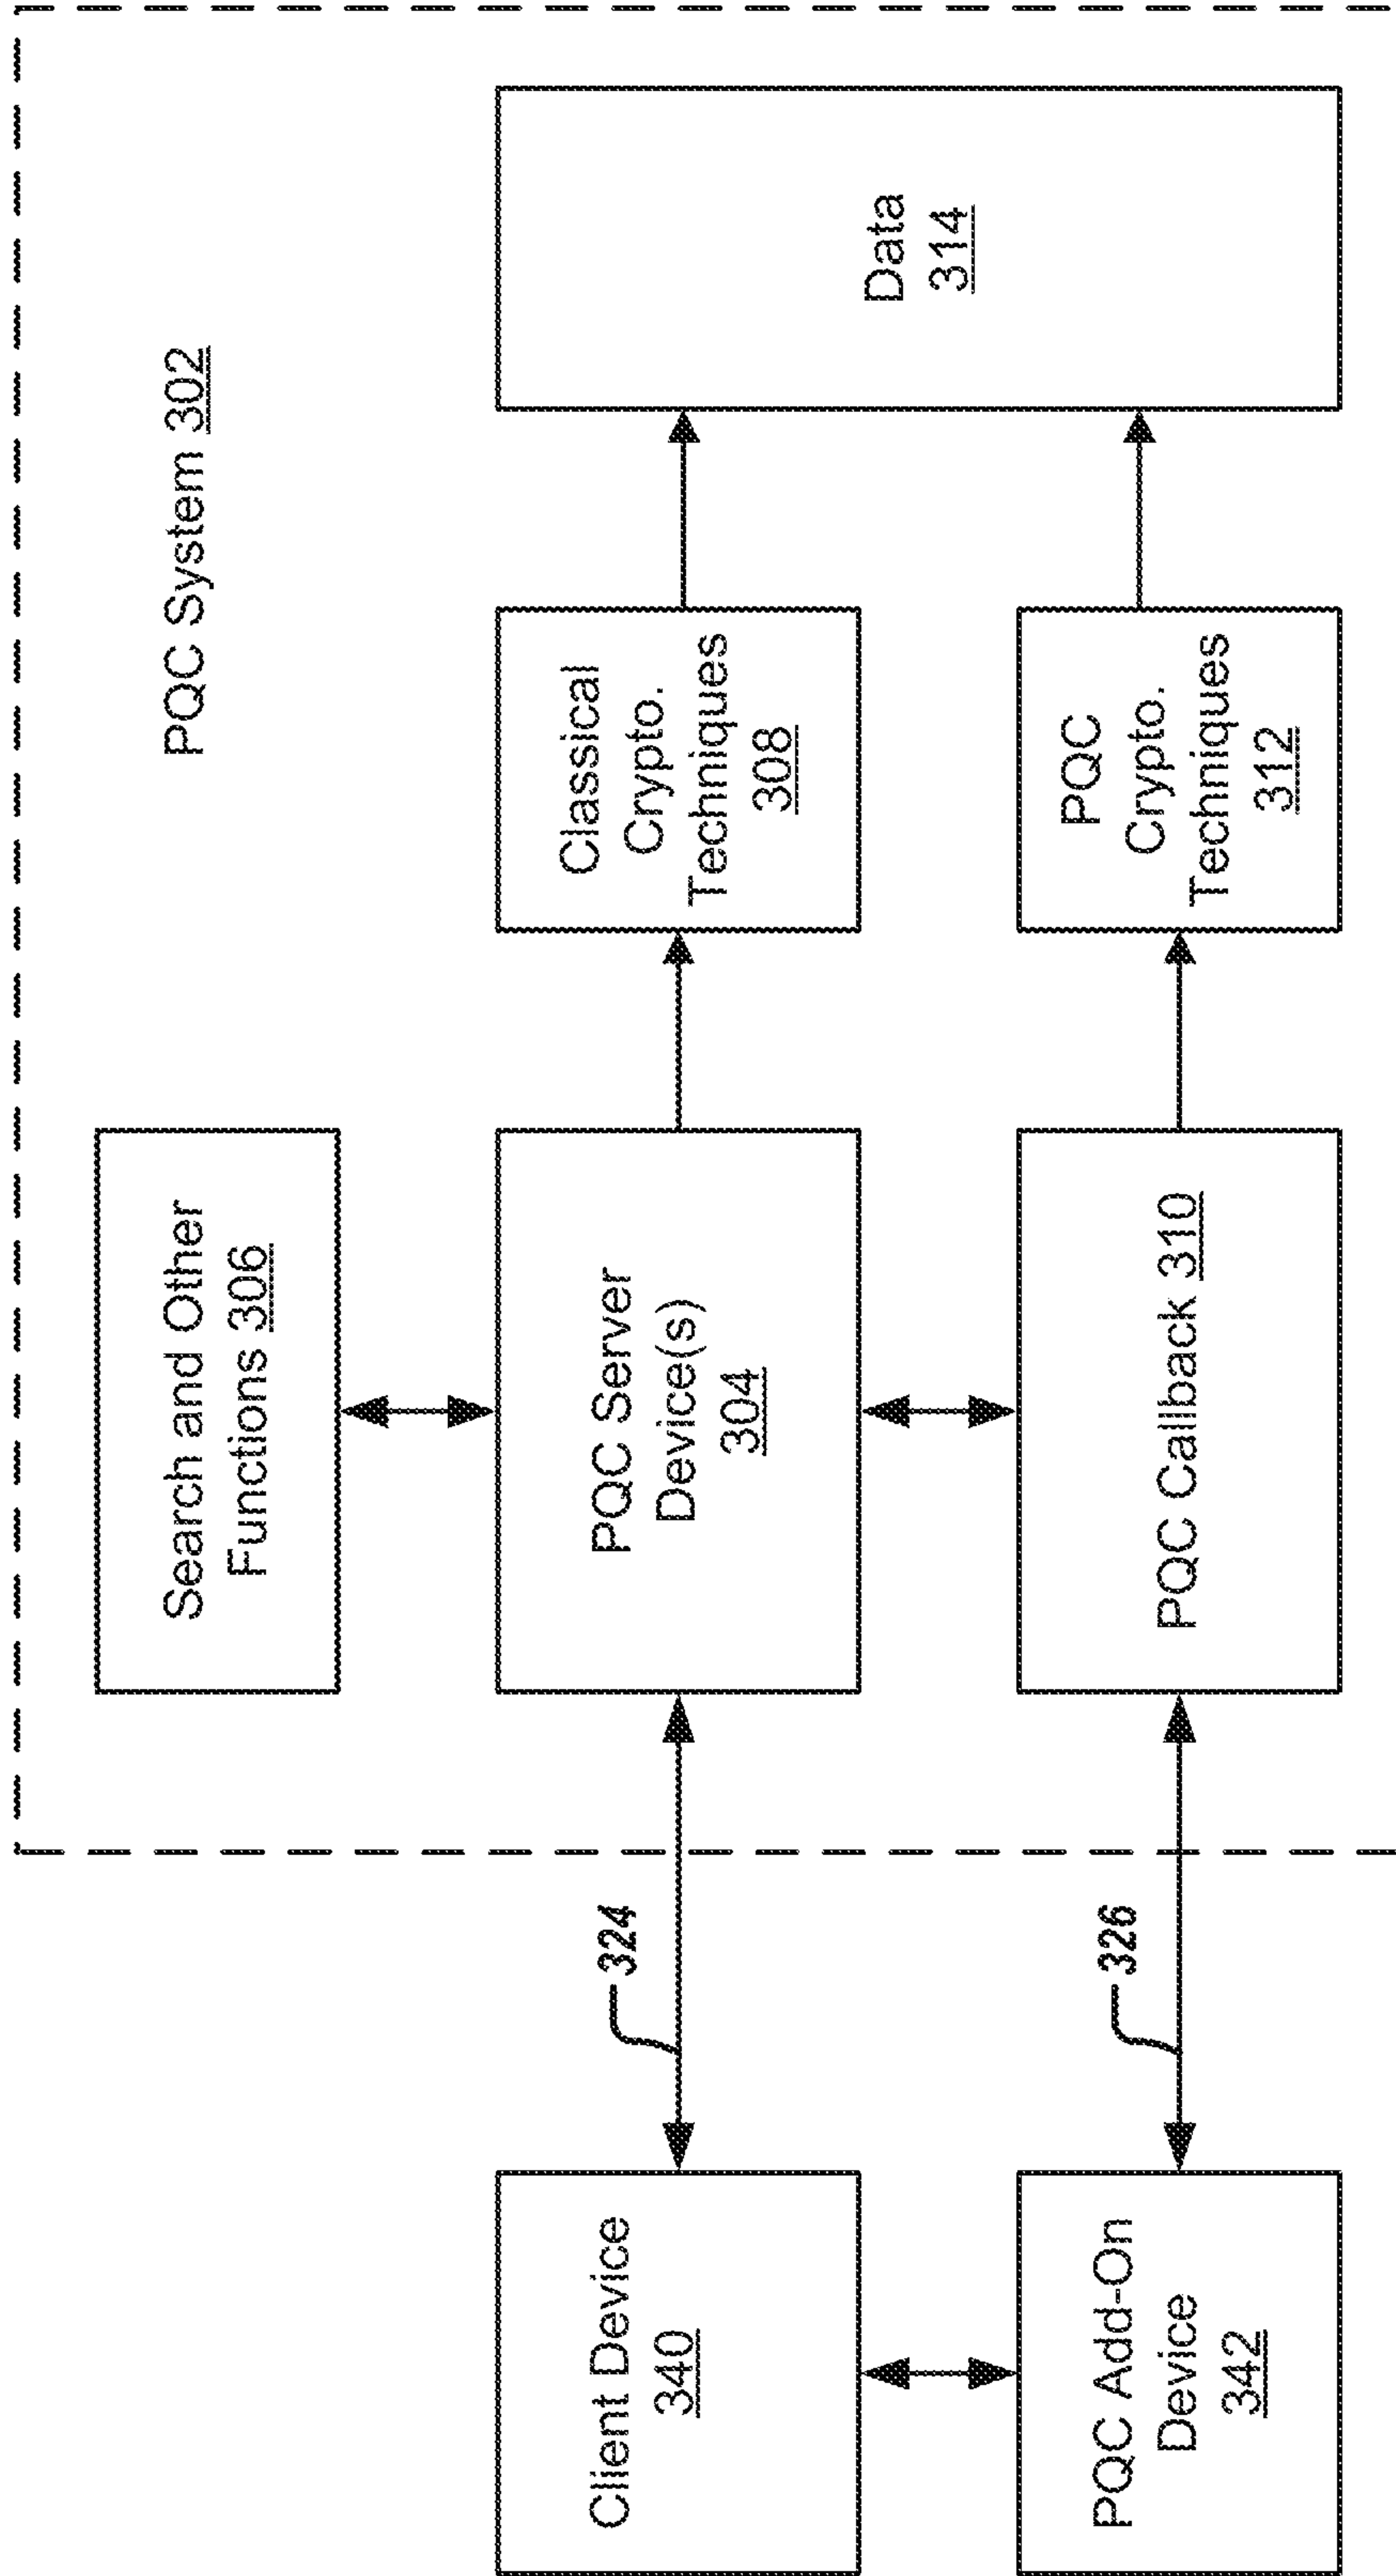 PQC System 302
Search and Other
Functions 306
Client Device
340
324
PQC Server
Device(s)
304
Classical
Crypto.
Techniques
308
Data
314
PQC Add-On
Device
342
326
PQC Callback 310
PQC
Crypto.
Techniques
312